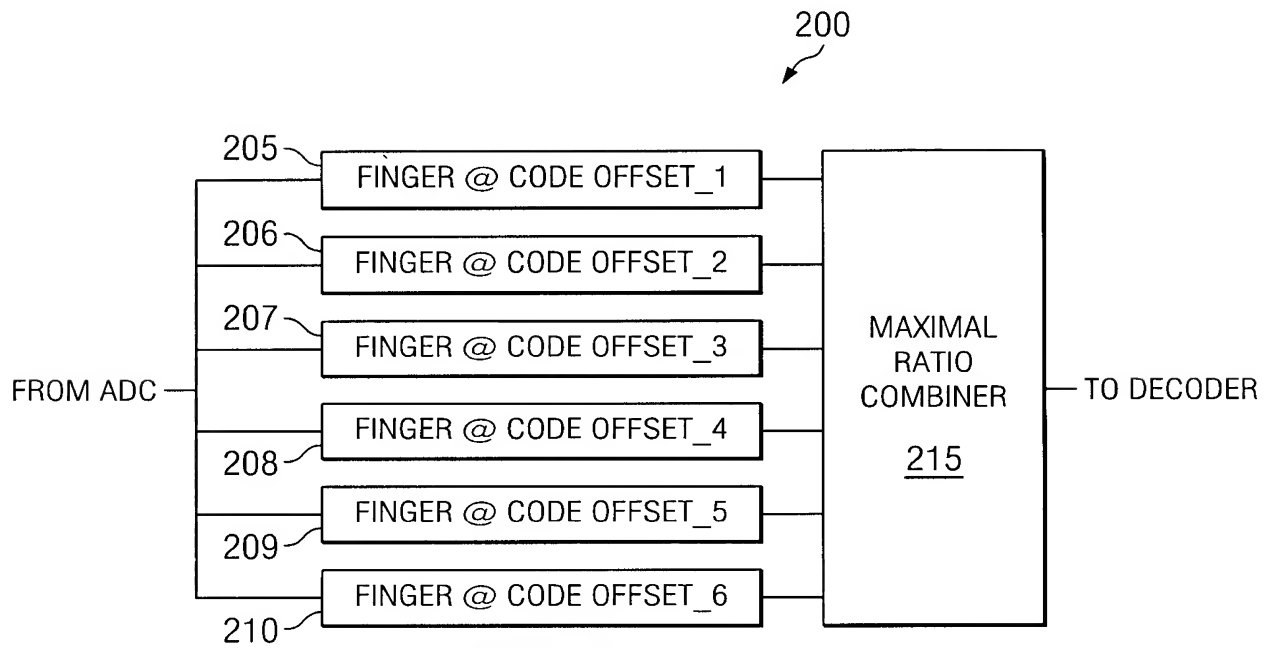 200
205
FINGER @ CODE OFFSET_1
206
FINGER @ CODE OFFSET_2
207
FINGER @ CODE OFFSET_3
FROM ADC
208
FINGER @ CODE OFFSET_4
209
FINGER @ CODE OFFSET_5
210
FINGER @ CODE OFFSET_6
MAXIMAL
RATIO
COMBINER
215
TO DECODER